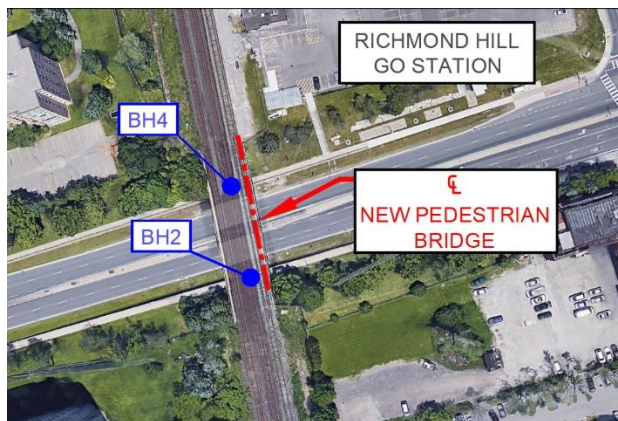 RICHMOND HILL
GO STATION
BH4
℄
NEW PEDESTRIAN
BRIDGE
BH2